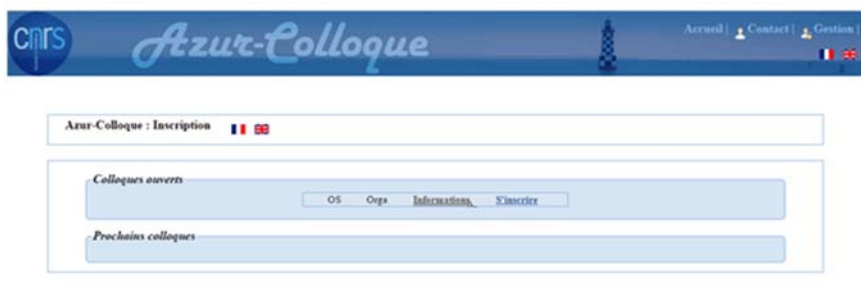 cnrs
Azur-Colloque
Accueil | Contact | Gestion |
Azur-Colloque : Inscription
Colloques ouverts
OS Orga Informations S'inscrire
Prochains colloques